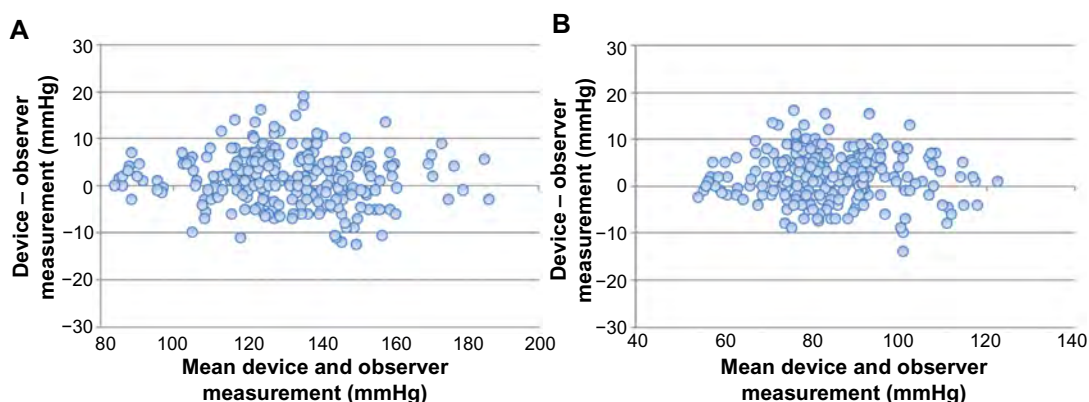 A
30
20
10
0
−10
−20
−30
Device – observer
measurement (mmHg)
80 100 120 140 160 180 200
Mean device and observer
measurement (mmHg)
B
30
20
10
0
−10
−20
−30
Device – observer
measurement (mmHg)
40 60 80 100 120 140
Mean device and observer
measurement (mmHg)